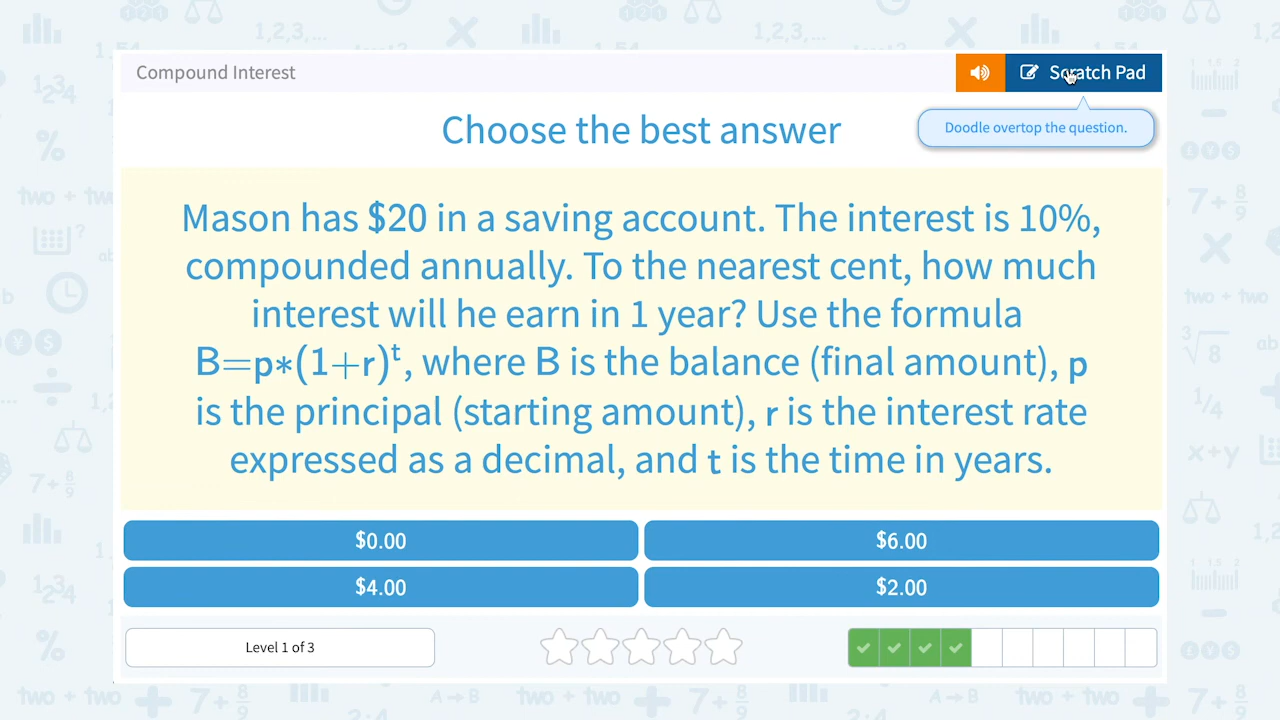 Compound Interest
Scratch Pad
Doodle overtop the question.
Choose the best answer
Mason has $20 in a saving account. The interest is 10%,
compounded annually. To the nearest cent, how much
interest will he earn in 1 year? Use the formula
B=p*(1+r)ᵗ, where B is the balance (final amount), p
is the principal (starting amount), r is the interest rate
expressed as a decimal, and t is the time in years.
$0.00
$6.00
$4.00
$2.00
Level 1 of 3